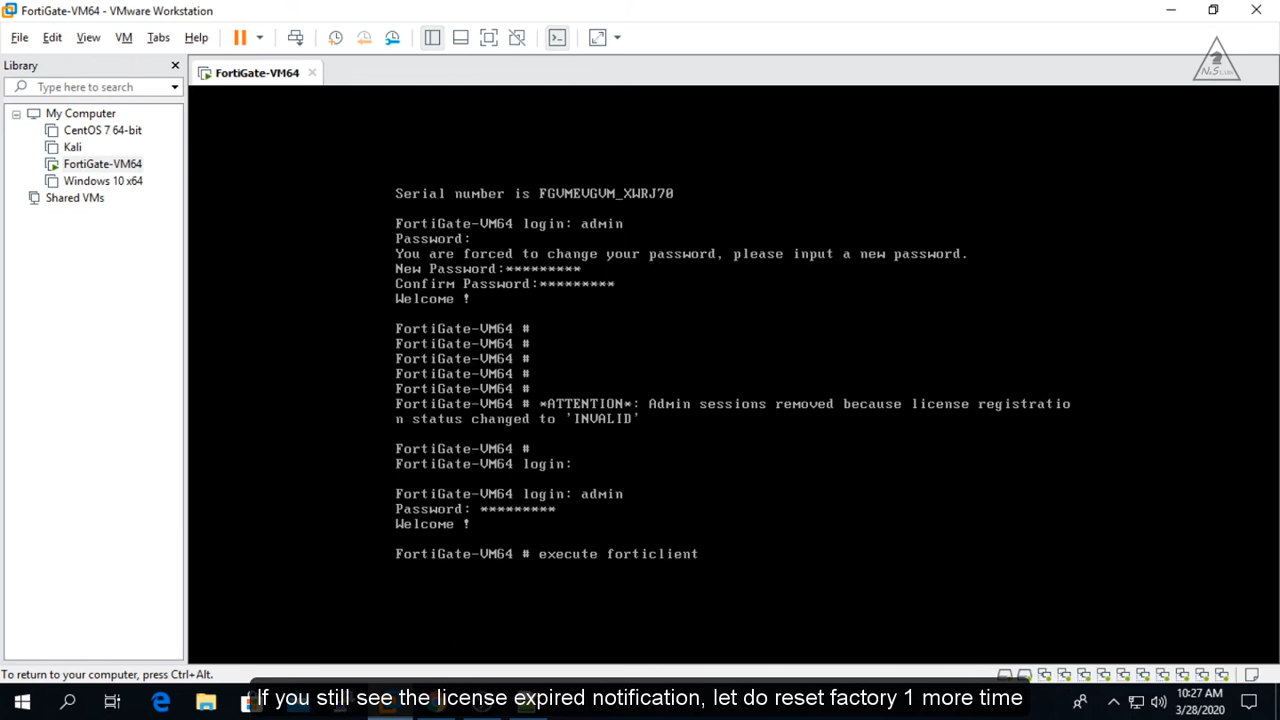 FortiGate-VM64 - VMware Workstation
File Edit View VM Tabs Help
Library
FortiGate-VM64
NSLABS
Type here to search
My Computer
CentOS 7 64-bit
Kali
FortiGate-VM64
Windows 10 x64
Shared VMs
Serial number is FGVMEVGVM_XWRJ70
FortiGate-VM64 login: admin
Password:
You are forced to change your password, please input a new password.
New Password:*********
Confirm Password:*********
Welcome !
FortiGate-VM64 #
FortiGate-VM64 #
FortiGate-VM64 #
FortiGate-VM64 #
FortiGate-VM64 #
FortiGate-VM64 # *ATTENTION*: Admin sessions removed because license registratio
n status changed to 'INVALID'
FortiGate-VM64 #
FortiGate-VM64 login:
FortiGate-VM64 login: admin
Password: *********
Welcome !
FortiGate-VM64 # execute forticlient
To return to your computer, press Ctrl+Alt.
If you still see the license expired notification, let do reset factory 1 more time
10:27 AM
3/28/2020